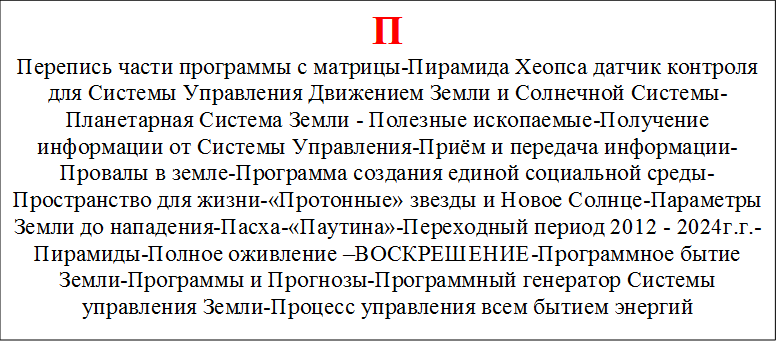 П
Перепись части программы с матрицы-Пирамида Хеопса датчик контроля
для Системы Управления Движением Земли и Солнечной Системы-
Планетарная Система Земли - Полезные ископаемые-Получение
информации от Системы Управления-Приём и передача информации-
Провалы в земле-Программа создания единой социальной среды-
Пространство для жизни-«Протонные» звезды и Новое Солнце-Параметры
Земли до нападения-Пасха-«Паутина»-Переходный период 2012 - 2024г.г.-
Пирамиды-Полное оживление –ВОСКРЕШЕНИЕ-Программное бытие
Земли-Программы и Прогнозы-Программный генератор Системы
управления Земли-Процесс управления всем бытием энергий